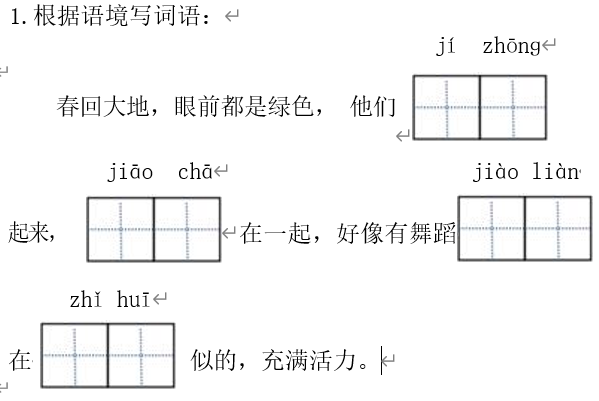 1.根据语境写词语：
jí zhōng
春回大地，眼前都是绿色， 他们
jiāo chā
jiào liàn
起来， 在一起，好像有舞蹈
zhǐ huī
在 似的，充满活力。